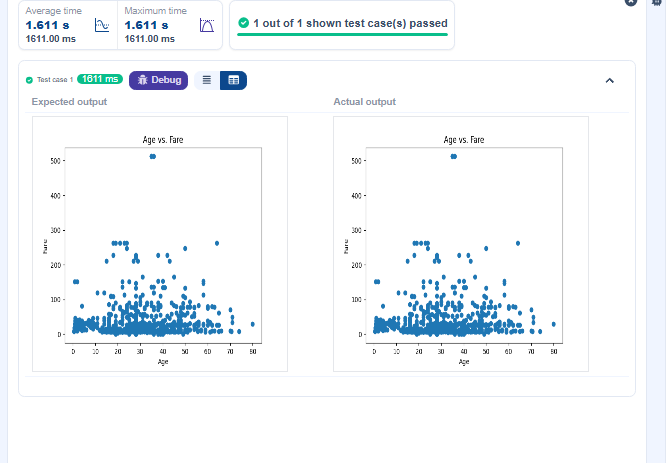 Average time
1.611 s
1611.00 ms
Maximum time
1.611 s
1611.00 ms
1 out of 1 shown test case(s) passed
Test case 1 1611 ms Debug
Expected output
Actual output
Age vs. Fare
500
400
300
200
100
0
Fare
0 10 20 30 40 50 60 70 80
Age
Age vs. Fare
500
400
300
200
100
0
Fare
0 10 20 30 40 50 60 70 80
Age